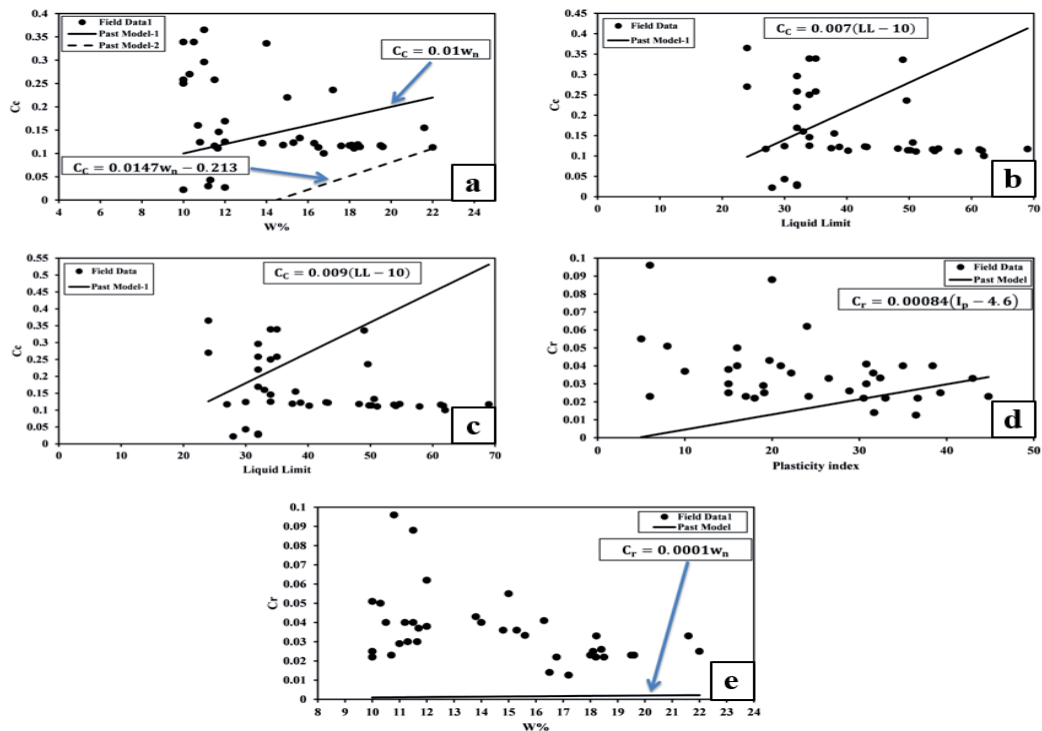 Field Data1
Past Model-1
Past Model-2
C_C = 0.01w_n
C_C = 0.0147w_n − 0.213
0.4
0.35
0.3
0.25
0.2
0.15
0.1
0.05
0
Cc
4 6 8 10 12 14 16 18 20 22 24
W%
a
Field Data
Past Model-1
C_C = 0.007(LL − 10)
0.45
0.4
0.35
0.3
0.25
0.2
0.15
0.1
0.05
0
Cc
0 10 20 30 40 50 60 70
Liquid Limit
b
Field Data
Past Model-1
C_C = 0.009(LL − 10)
0.55
0.5
0.45
0.4
0.35
0.3
0.25
0.2
0.15
0.1
0.05
0
Cc
0 10 20 30 40 50 60 70
Liquid Limit
c
Field Data
Past Model
C_r = 0.00084(I_p − 4.6)
0.1
0.09
0.08
0.07
0.06
0.05
0.04
0.03
0.02
0.01
0
Cr
0 10 20 30 40 50
Plasticity index
d
Field Data1
Past Model
C_r = 0.0001w_n
0.1
0.09
0.08
0.07
0.06
0.05
0.04
0.03
0.02
0.01
0
Cr
8 9 10 11 12 13 14 15 16 17 18 19 20 21 22 23 24
W%
e